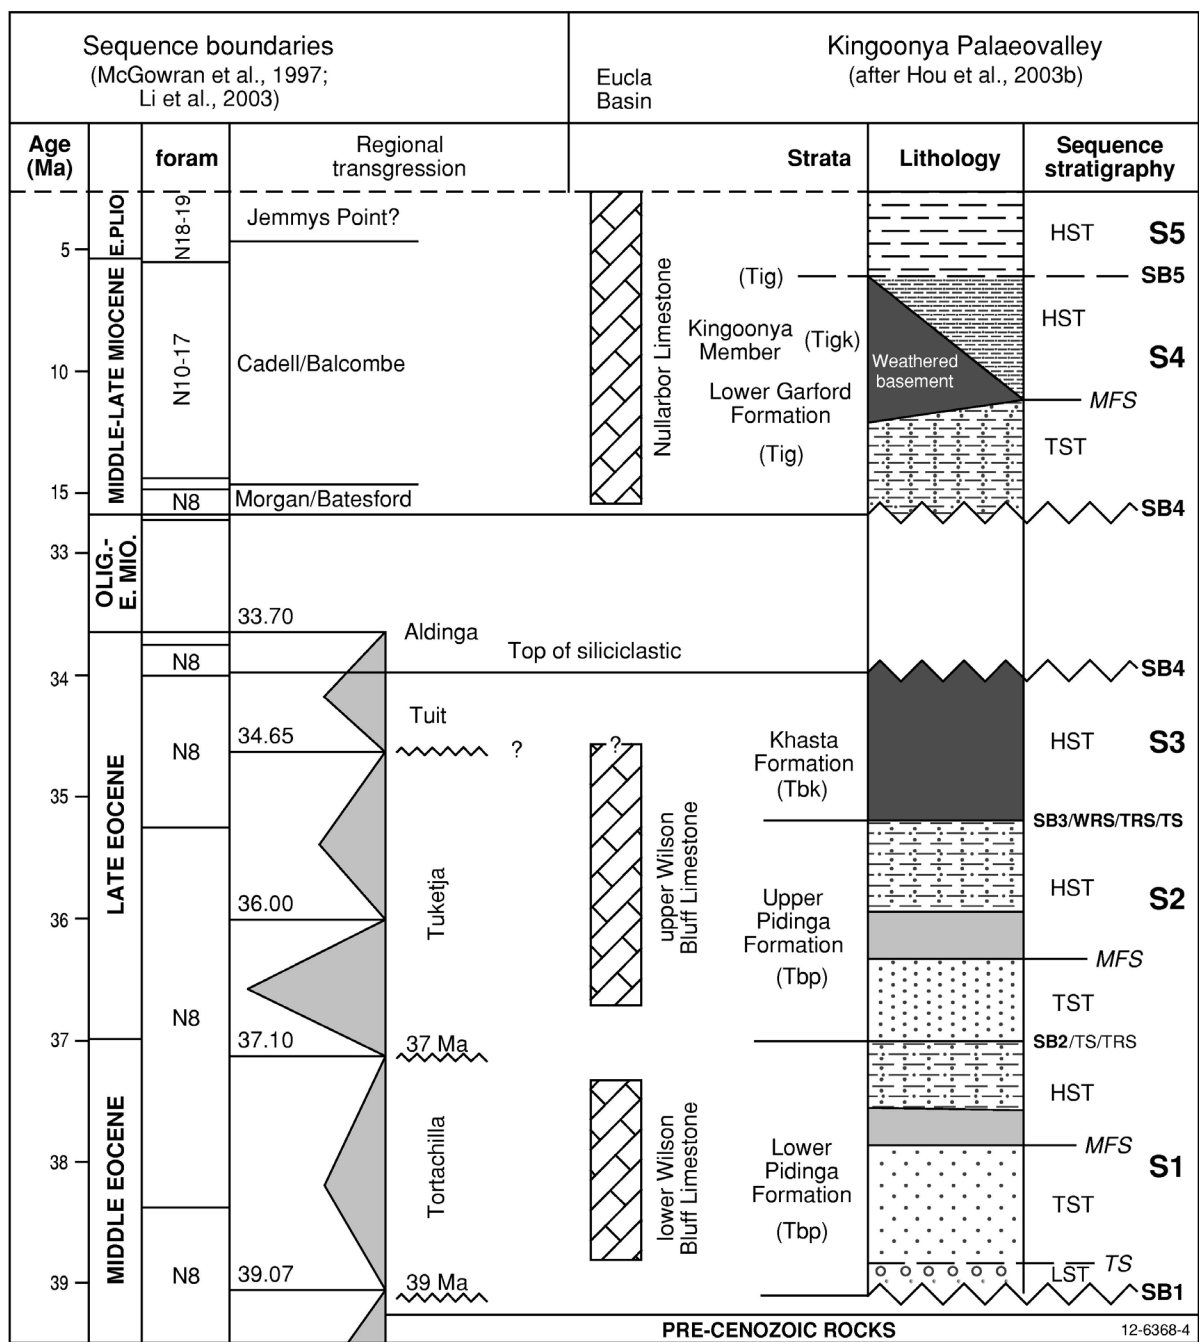 Sequence boundaries
(McGowran et al., 1997;
Li et al., 2003)
Eucla
Basin
Kingoonya Palaeovalley
(after Hou et al., 2003b)
Age
(Ma)
foram
Regional
transgression
Strata
Lithology
Sequence
stratigraphy
5
10
15
33
34
35
36
37
38
39
E.PLIO
MIDDLE-LATE MIOCENE
OLIG.-
E. MIO.
LATE EOCENE
MIDDLE EOCENE
N18-19
N10-17
N8
N8
N8
N8
N8
Jemmys Point?
Cadell/Balcombe
Morgan/Batesford
33.70
34.65
36.00
37.10
39.07
Aldinga
Top of siliciclastic
Tuit
?
Tuketja
37 Ma
Tortachilla
39 Ma
Nullarbor Limestone
?
upper Wilson
Bluff Limestone
lower Wilson
Bluff Limestone
(Tig)
Kingoonya
Member
(Tigk)
Lower Garford
Formation
(Tig)
Khasta
Formation
(Tbk)
Upper
Pidinga
Formation
(Tbp)
Lower
Pidinga
Formation
(Tbp)
Weathered
basement
HST
S5
SB5
HST
S4
MFS
TST
SB4
SB4
HST
S3
SB3/WRS/TRS/TS
HST
S2
MFS
TST
SB2/TS/TRS
HST
MFS
S1
TST
TS
LST
SB1
PRE-CENOZOIC ROCKS
12-6368-4